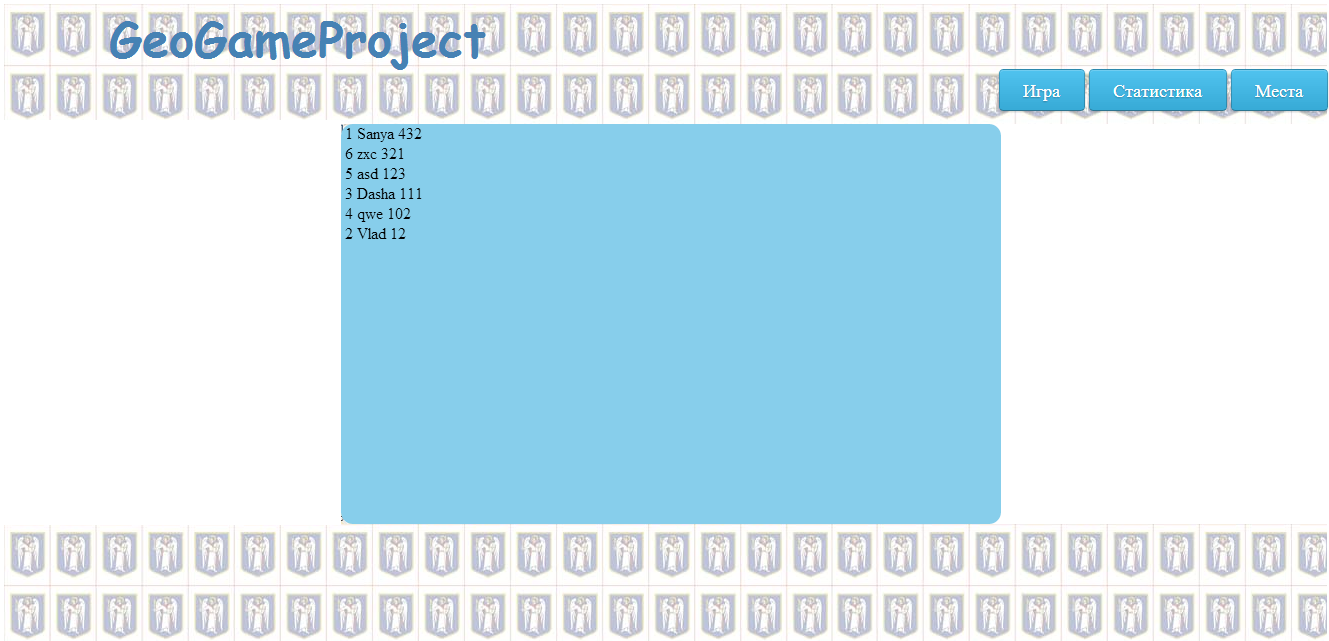 GeoGameProject
Игра Статистика Места
1 Sanya 432
6 zxc 321
5 asd 123
3 Dasha 111
4 qwe 102
2 Vlad 12